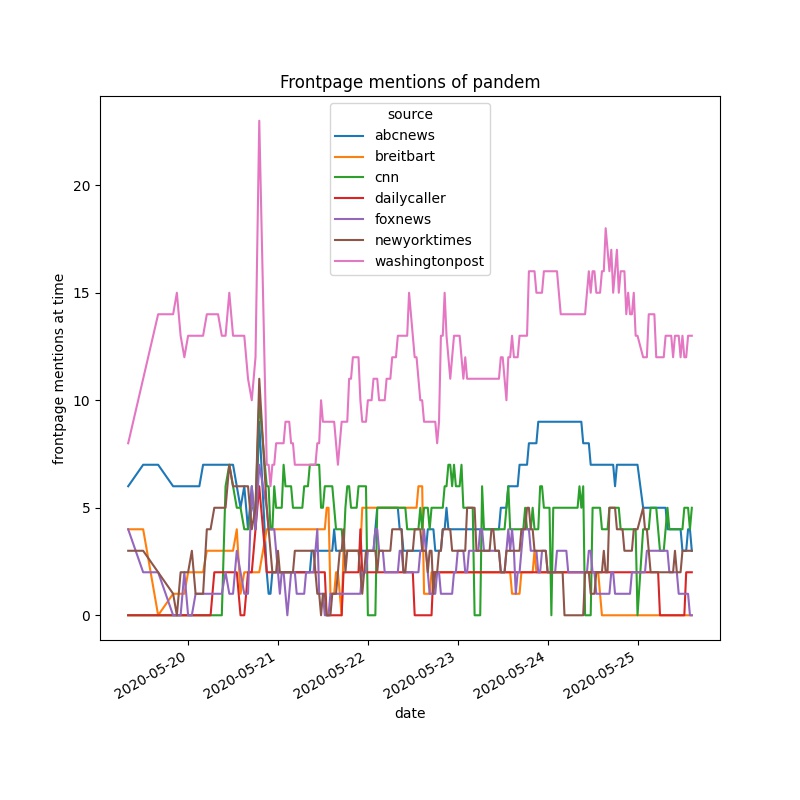 Frontpage mentions of pandem
source
abcnews
breitbart
cnn
dailycaller
foxnews
newyorktimes
washingtonpost
frontpage mentions at time
20
15
10
5
0
2020-05-20
2020-05-21
2020-05-22
2020-05-23
2020-05-24
2020-05-25
date